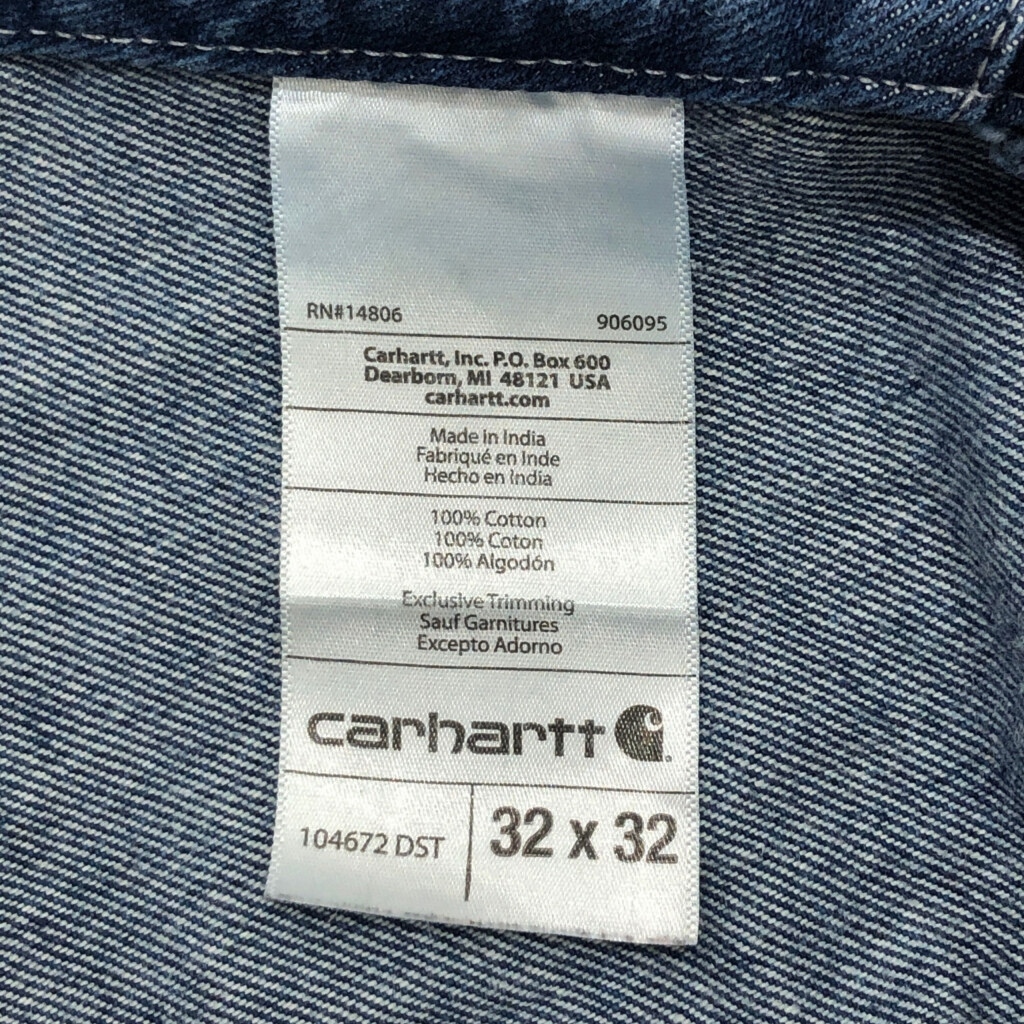 RN#14806 906095
Carhartt, Inc. P.O. Box 600
Dearborn, MI 48121 USA
carhartt.com
Made in India
Fabriqué en Inde
Hecho en India
100% Cotton
100% Coton
100% Algodón
Exclusive Trimming
Sauf Garnitures
Excepto Adorno
carhartt
104672 DST 32 x 32